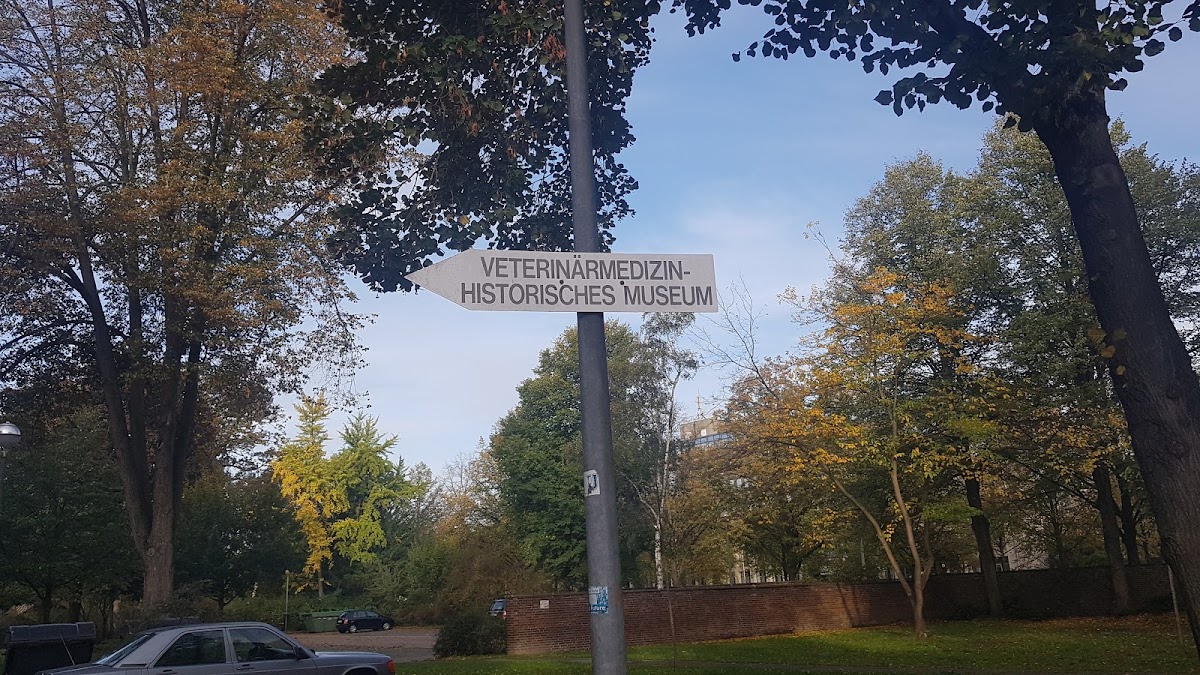 VETERINÄRMEDIZIN-
HISTORISCHES MUSEUM